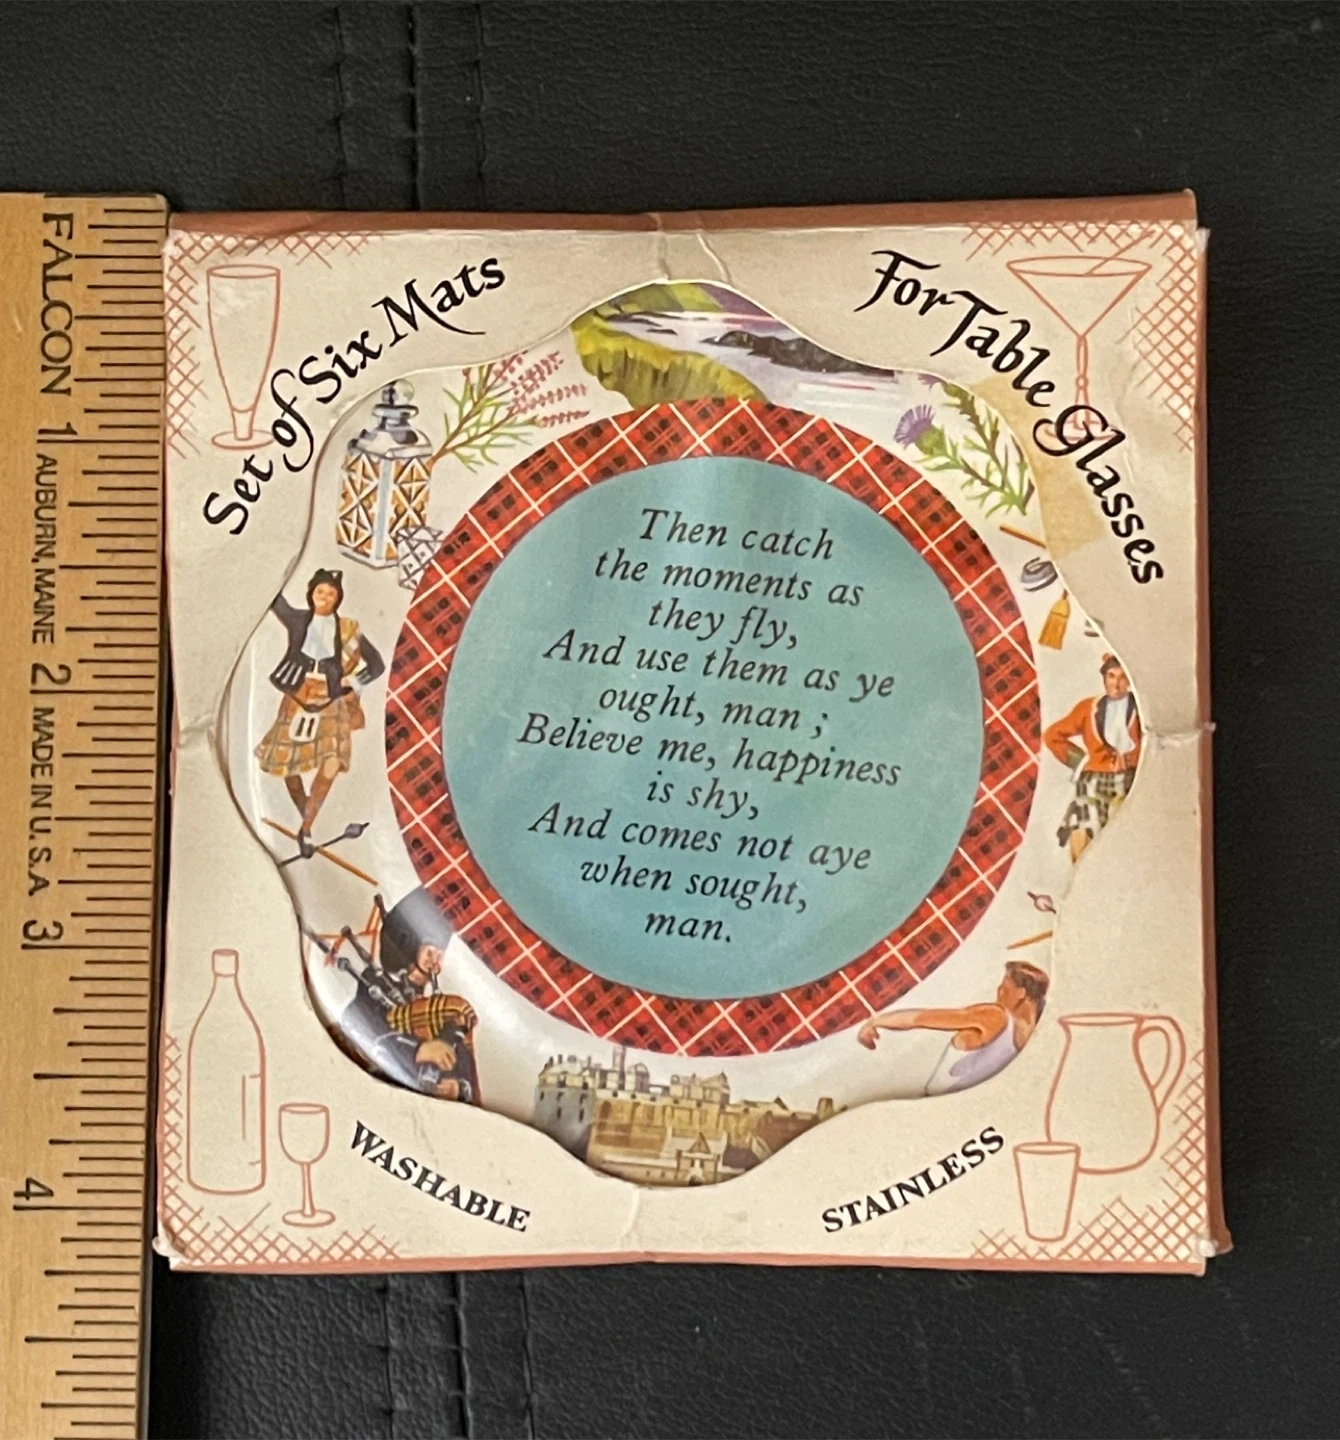 FALCON
1
AUBURN, MAINE
2
MADE IN U.S.A
3
4
Set of Six Mats
For Table Glasses
Then catch
the moments as
they fly,
And use them as ye
ought, man ;
Believe me, happiness
is shy,
And comes not aye
when sought,
man.
WASHABLE
STAINLESS